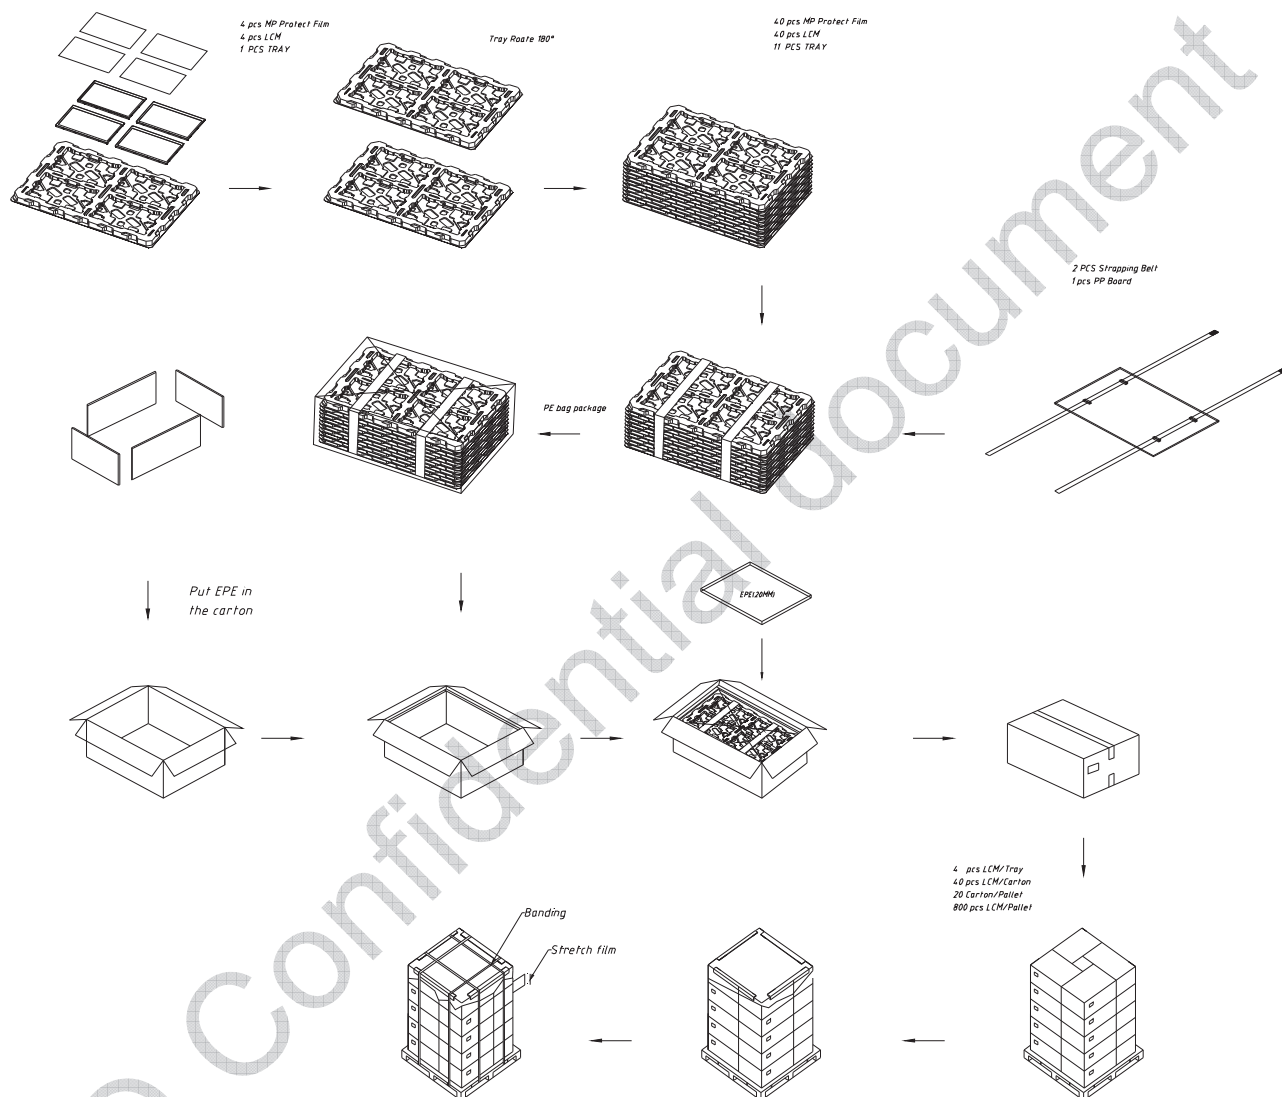 4 pcs MP Protect Film
4 pcs LCM
1 PCS TRAY
Tray Roate 180°
40 pcs MP Protect Film
40 pcs LCM
11 PCS TRAY
2 PCS Strapping Belt
1 pcs PP Board
PE bag package
Put EPE in
the carton
EPE(20MM)
4 pcs LCM/Tray
40 pcs LCM/Carton
20 Carton/Pallet
800 pcs LCM/Pallet
Banding
Stretch film
Confidential document